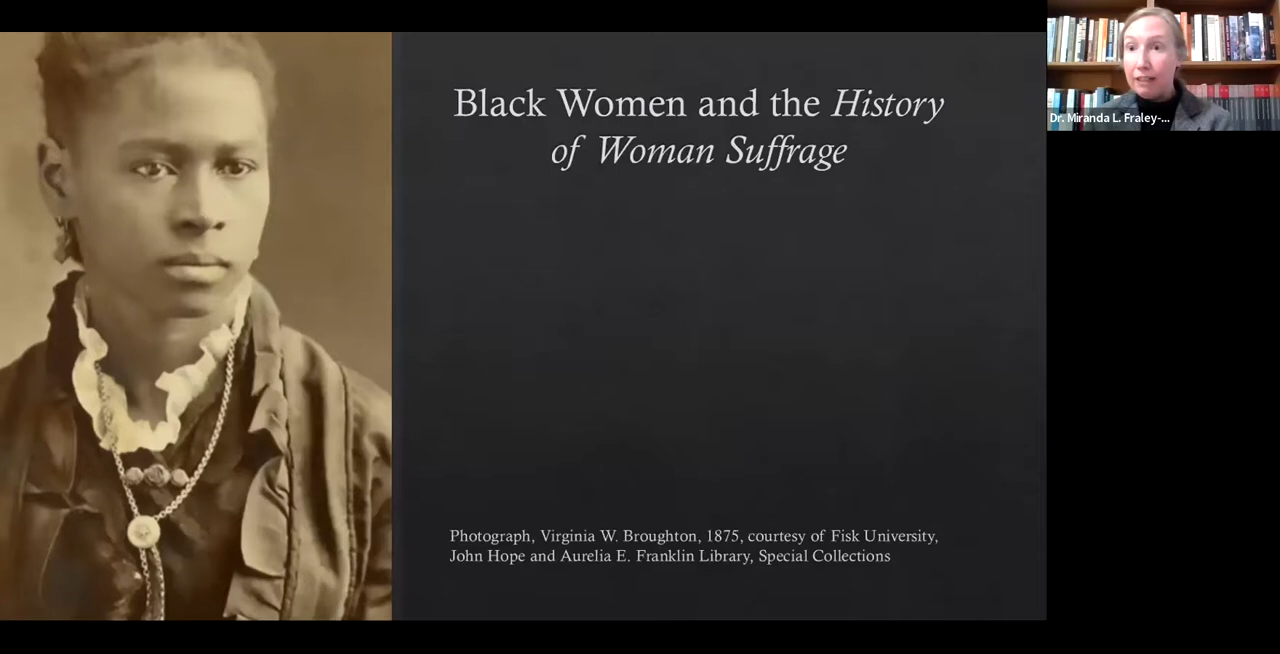 Black Women and the History
of Woman Suffrage
Photograph, Virginia W. Broughton, 1875, courtesy of Fisk University,
John Hope and Aurelia E. Franklin Library, Special Collections
Dr. Miranda L. Fraley-...